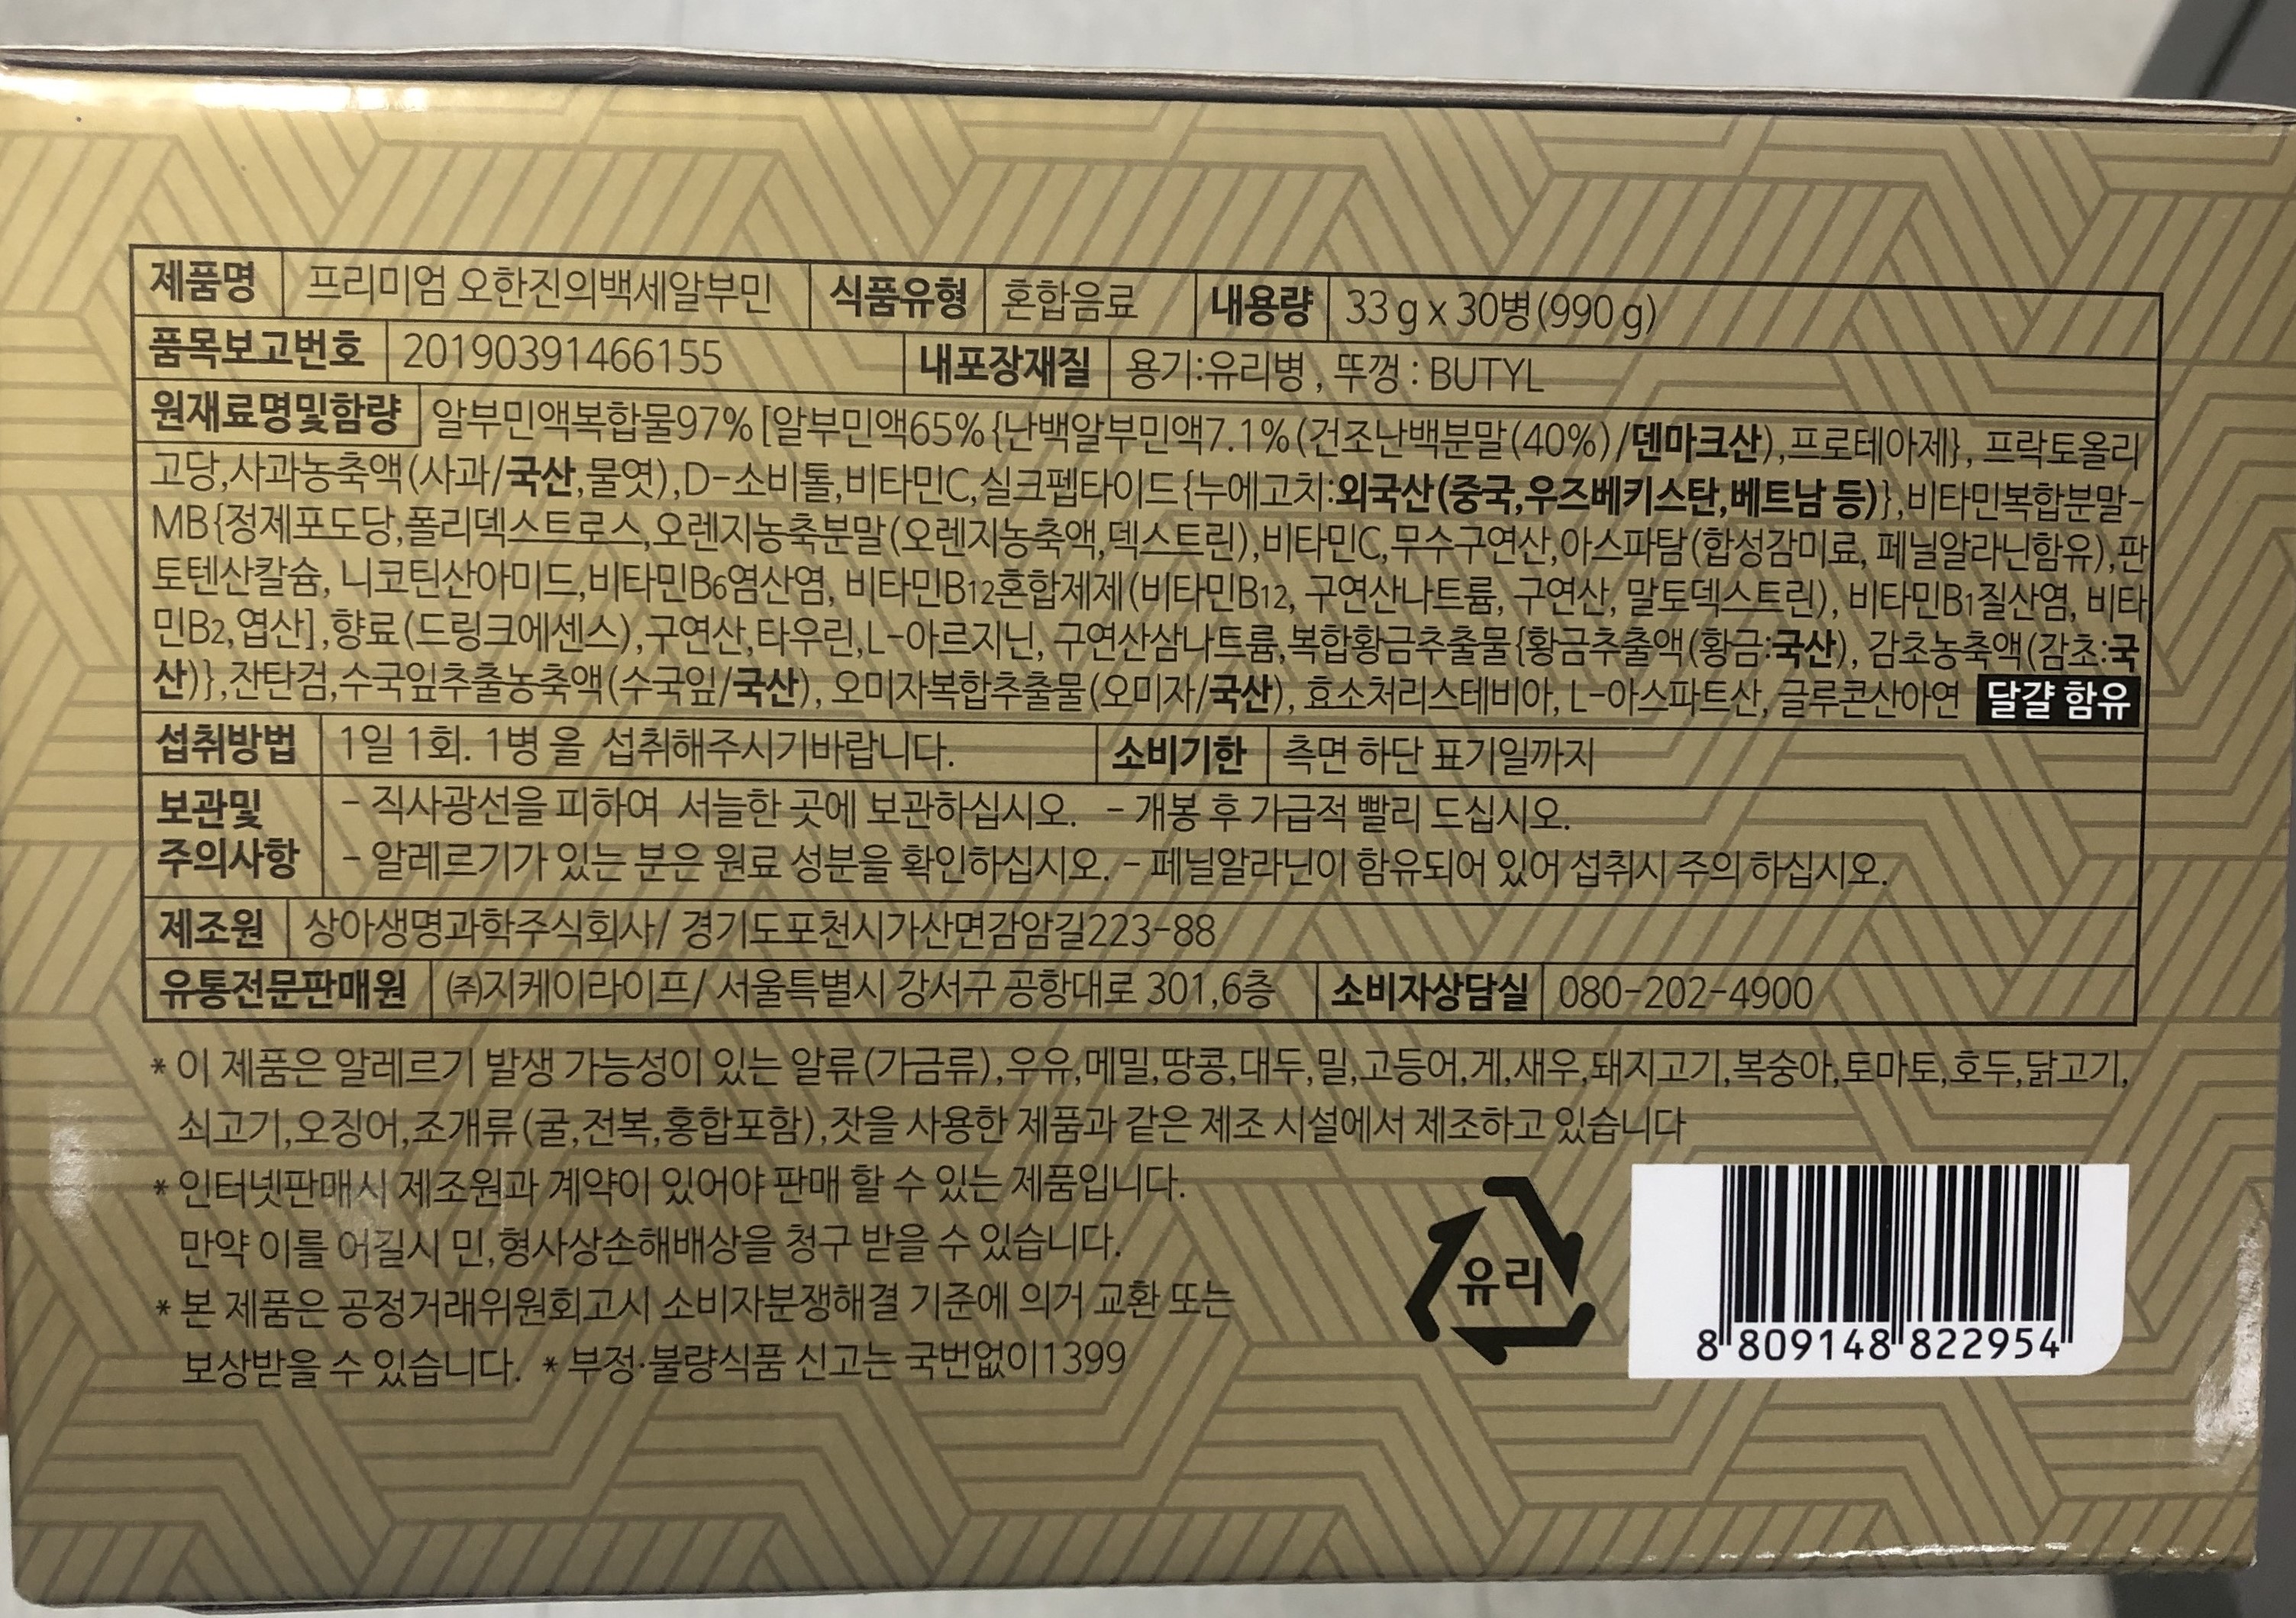 제품명 프리미엄 오한진의백세알부민 식품유형 혼합음료 내용량 33 g x 30병(990 g)
품목보고번호 20190391466155 내포장재질 용기:유리병, 뚜껑 : BUTYL
원재료명및함량 알부민액복합물97% [알부민액65% {난백알부민액7.1% (건조난백분말(40%)/덴마크산),프로테아제}, 프락토올리
고당,사과농축액(사과/국산,물엿),D-소비톨,비타민C,실크펩타이드{누에고치:외국산(중국,우즈베키스탄,베트남 등)},비타민복합분말-
MB{정제포도당,폴리덱스트로스,오렌지농축분말(오렌지농축액,덱스트린),비타민C,무수구연산,아스파탐(합성감미료, 페닐알라닌함유),판
토텐산칼슘, 니코틴산아미드,비타민B6염산염, 비타민B12혼합제제(비타민B12, 구연산나트륨, 구연산, 말토덱스트린), 비타민B1질산염, 비타
민B2,엽산],향료(드링크에센스),구연산,타우린,L-아르지닌, 구연산삼나트륨,복합황금추출물{황금추출액(황금:국산), 감초농축액(감초:국
산)},잔탄검,수국잎추출농축액(수국잎/국산), 오미자복합추출물(오미자/국산), 효소처리스테비아, L-아스파트산, 글루콘산아연 달걀 함유
섭취방법 1일 1회. 1병 을 섭취해주시기바랍니다. 소비기한 측면 하단 표기일까지
보관및 - 직사광선을 피하여 서늘한 곳에 보관하십시오. - 개봉 후 가급적 빨리 드십시오.
주의사항 - 알레르기가 있는 분은 원료 성분을 확인하십시오. - 페닐알라닌이 함유되어 있어 섭취시 주의 하십시오.
제조원 상아생명과학주식회사/ 경기도포천시가산면감암길223-88
유통전문판매원 ㈜지케이라이프/ 서울특별시 강서구 공항대로 301,6층 소비자상담실 080-202-4900
* 이 제품은 알레르기 발생 가능성이 있는 알류(가금류),우유,메밀,땅콩,대두,밀,고등어,게,새우,돼지고기,복숭아,토마토,호두,닭고기,
쇠고기,오징어,조개류(굴,전복,홍합포함),잣을 사용한 제품과 같은 제조 시설에서 제조하고 있습니다
* 인터넷판매시 제조원과 계약이 있어야 판매 할 수 있는 제품입니다.
만약 이를 어길시 민,형사상손해배상을 청구 받을 수 있습니다.
* 본 제품은 공정거래위원회고시 소비자분쟁해결 기준에 의거 교환 또는
보상받을 수 있습니다. * 부정·불량식품 신고는 국번없이1399
유리
8 809148 822954